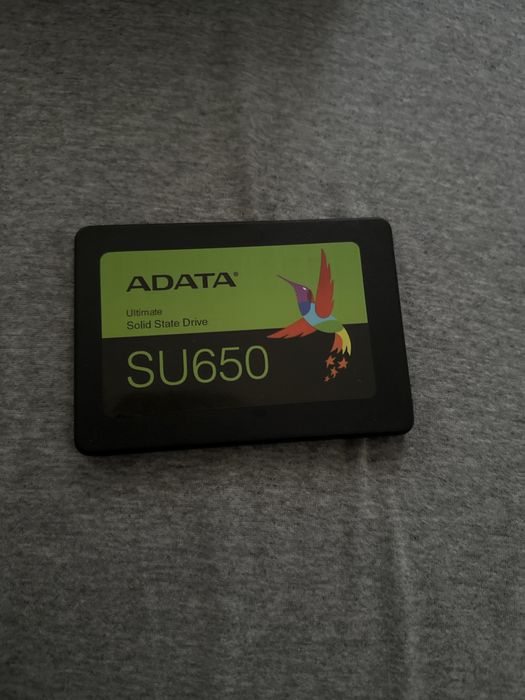 ADATA®
Ultimate
Solid State Drive
SU650